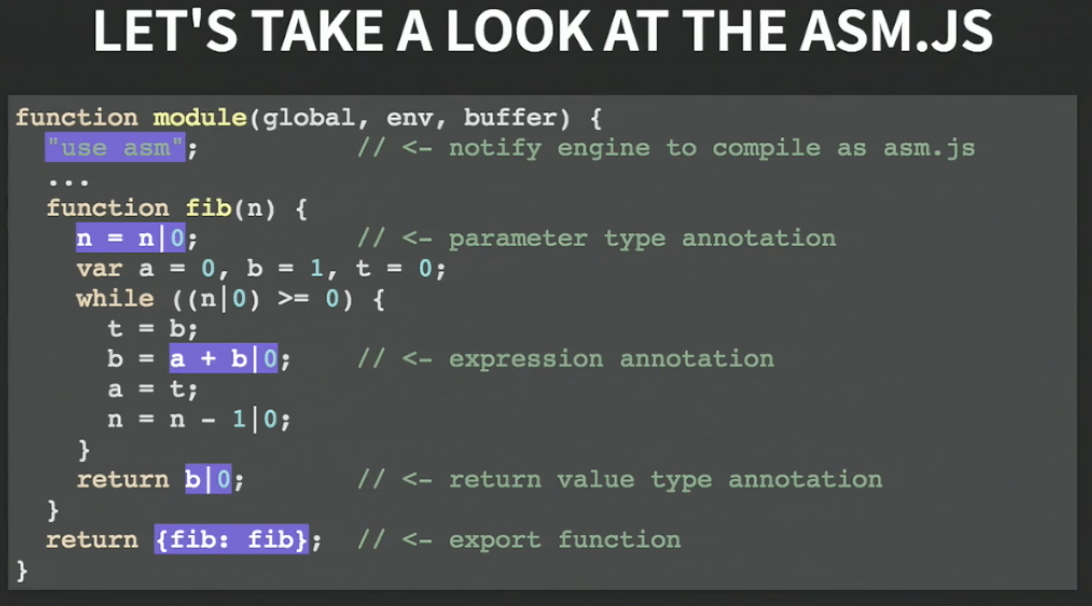 LET'S TAKE A LOOK AT THE ASM.JS
function module(global, env, buffer) {
  "use asm";          // <- notify engine to compile as asm.js
  ...
  function fib(n) {
    n = n|0;          // <- parameter type annotation
    var a = 0, b = 1, t = 0;
    while ((n|0) >= 0) {
      t = b;
      b = a + b|0;    // <- expression annotation
      a = t;
      n = n - 1|0;
    }
    return b|0;       // <- return value type annotation
  }
  return {fib: fib};  // <- export function
}